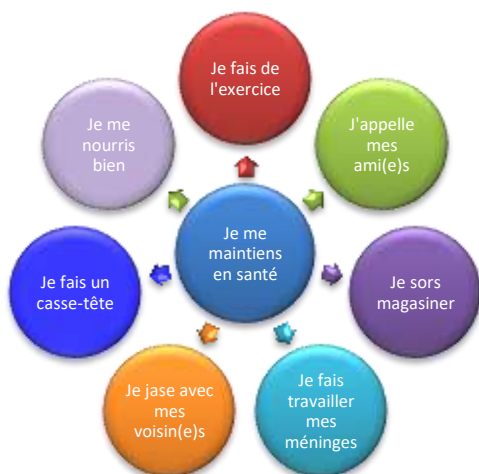 Je fais de
l'exercice
J'appelle
mes
ami(e)s
Je sors
magasiner
Je fais
travailler
mes
méninges
Je jase avec
mes
voisin(e)s
Je fais un
casse-tête
Je me
nourris
bien
Je me
maintiens
en santé